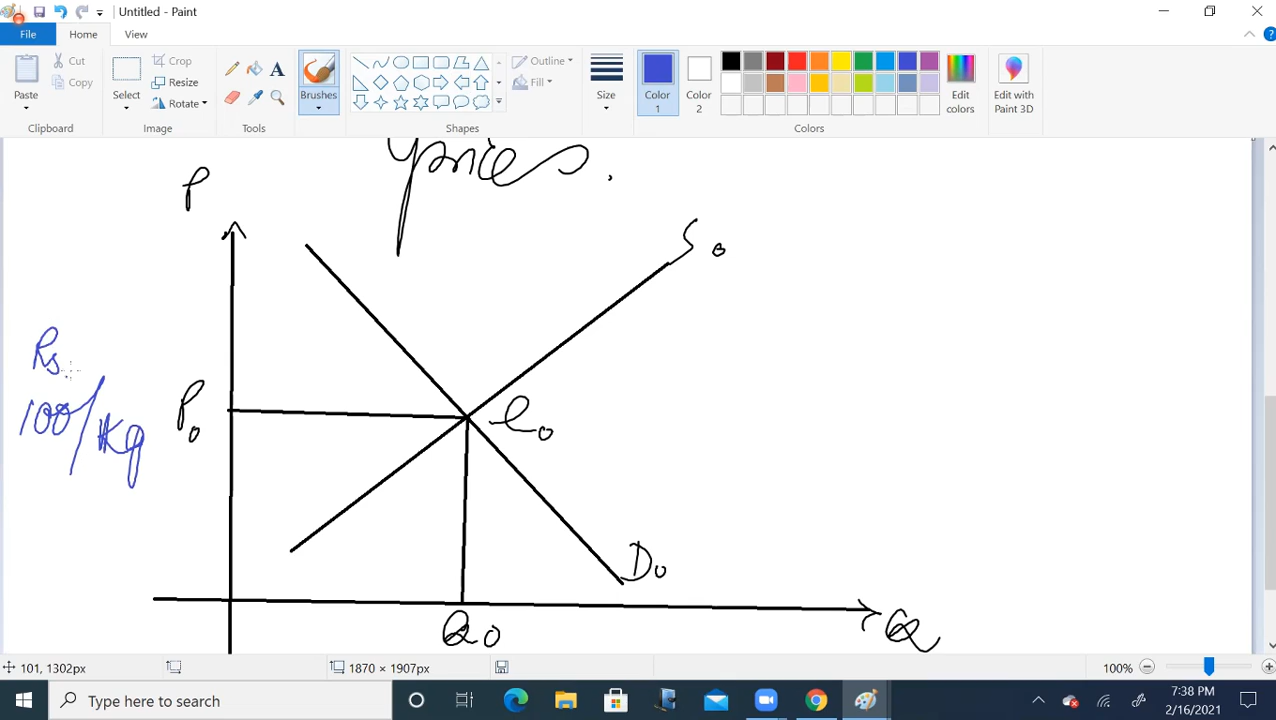 Untitled - Paint
File
Home
View
Paste
Cut
Copy
Clipboard
Select
Crop
Resize
Rotate
Image
A
Tools
Brushes
Outline
Fill
Shapes
Size
Color 1
Color 2
Edit colors
Edit with Paint 3D
Colors
prices.
P
S0
Rs.
100/kg
P0
e0
D0
Q0
Q
101, 1302px
1870 × 1907px
100%
Type here to search
7:38 PM
2/16/2021